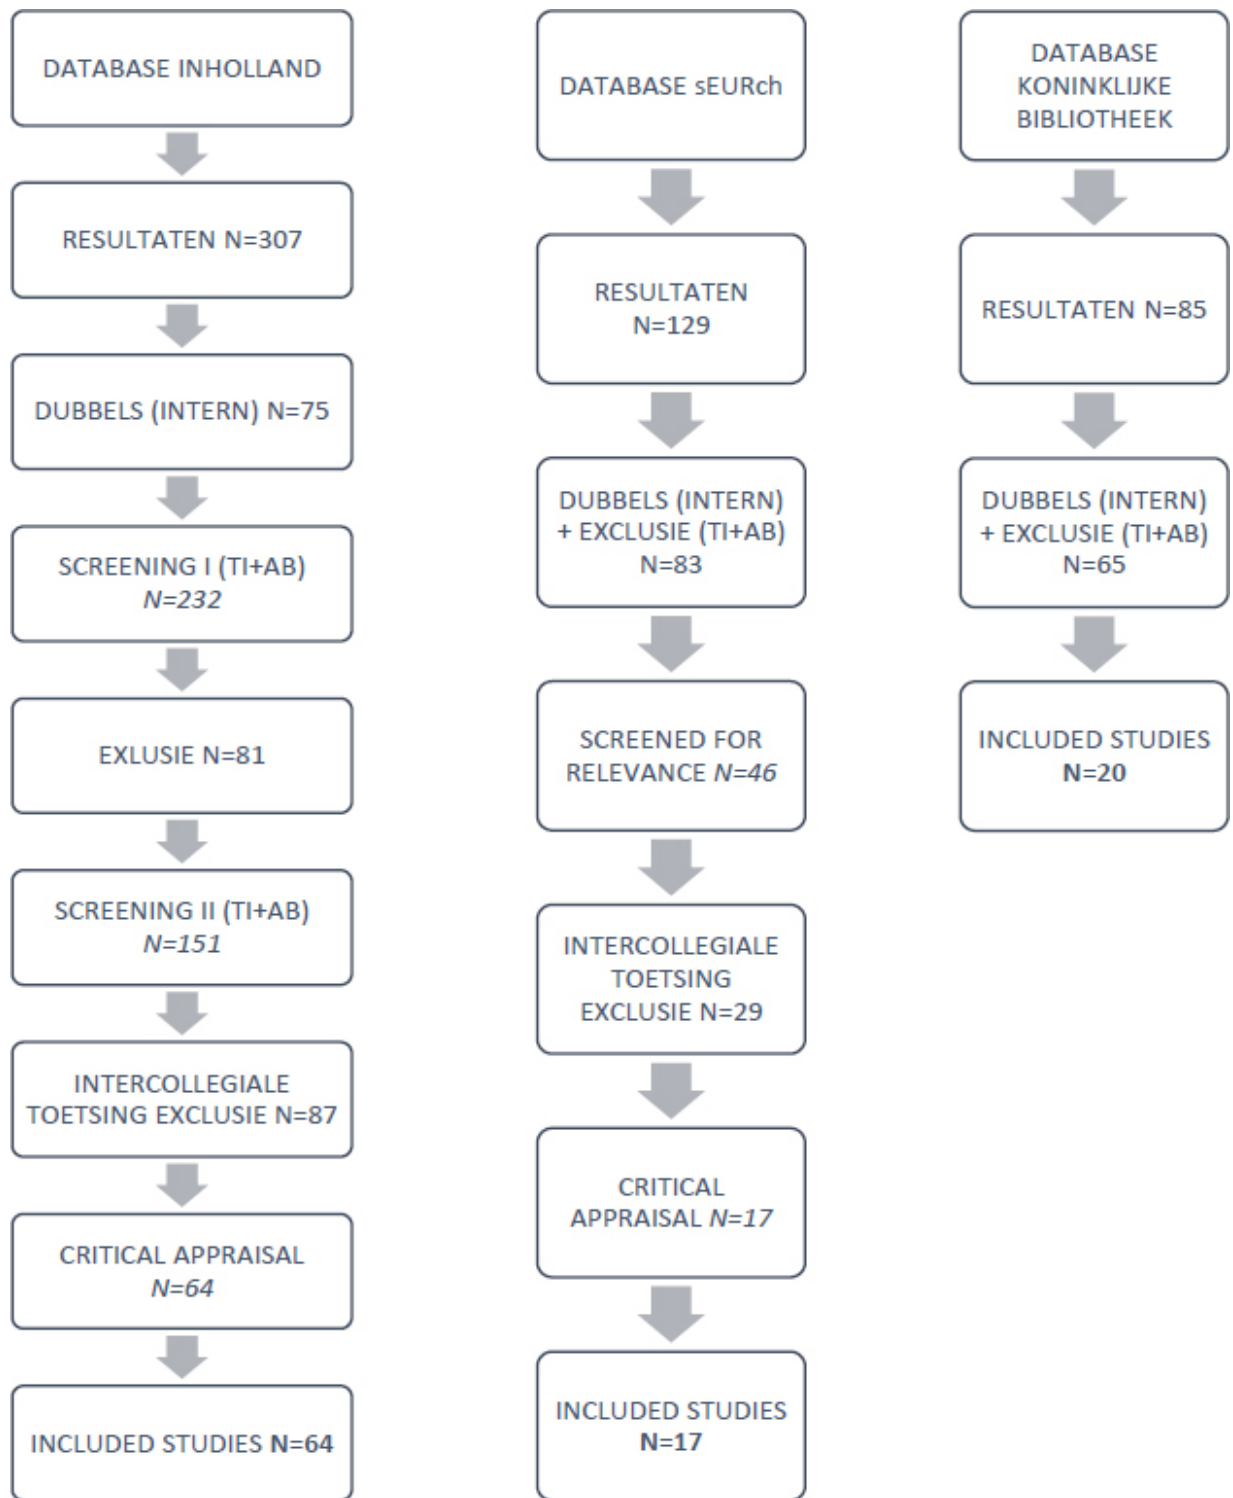 DATABASE INHOLLAND
RESULTATEN N=307
DUBBELS (INTERN) N=75
SCREENING I (TI+AB)
N=232
EXLUSIE N=81
SCREENING II (TI+AB)
N=151
INTERCOLLEGIALE
TOETSING EXCLUSIE N=87
CRITICAL APPRAISAL
N=64
INCLUDED STUDIES N=64
DATABASE sEURch
RESULTATEN
N=129
DUBBELS (INTERN)
+ EXCLUSIE (TI+AB)
N=83
SCREENED FOR
RELEVANCE N=46
INTERCOLLEGIALE
TOETSING
EXCLUSIE N=29
CRITICAL
APPRAISAL N=17
INCLUDED STUDIES
N=17
DATABASE
KONINKLIJKE
BIBLIOTHEEK
RESULTATEN N=85
DUBBELS (INTERN)
+ EXCLUSIE (TI+AB)
N=65
INCLUDED STUDIES
N=20